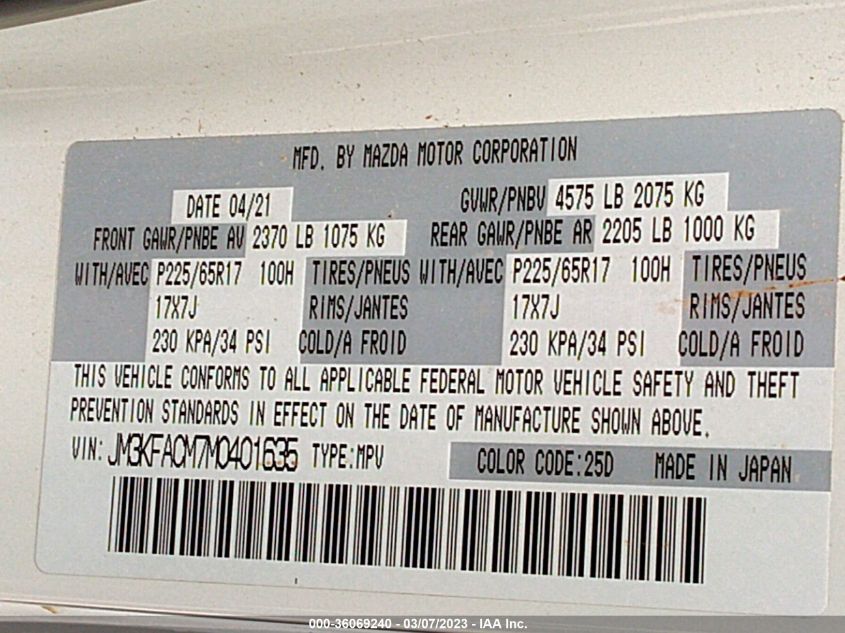 MFD. BY MAZDA MOTOR CORPORATION
DATE 04/21 GVWR/PNBV 4575 LB 2075 KG
FRONT GAWR/PNBE AV 2370 LB 1075 KG REAR GAWR/PNBE AR 2205 LB 1000 KG
WITH/AVEC P225/65R17 100H TIRES/PNEUS WITH/AVEC P225/65R17 100H TIRES/PNEUS
17X7J RIMS/JANTES 17X7J RIMS/JANTES
230 KPA/34 PSI COLD/A FROID 230 KPA/34 PSI COLD/A FROID
THIS VEHICLE CONFORMS TO ALL APPLICABLE FEDERAL MOTOR VEHICLE SAFETY AND THEFT
PREVENTION STANDARDS IN EFFECT ON THE DATE OF MANUFACTURE SHOWN ABOVE.
VIN: JM3KFACM7M0401635 TYPE:MPV COLOR CODE:25D MADE IN JAPAN
000-36069240 - 03/07/2023 - IAA Inc.